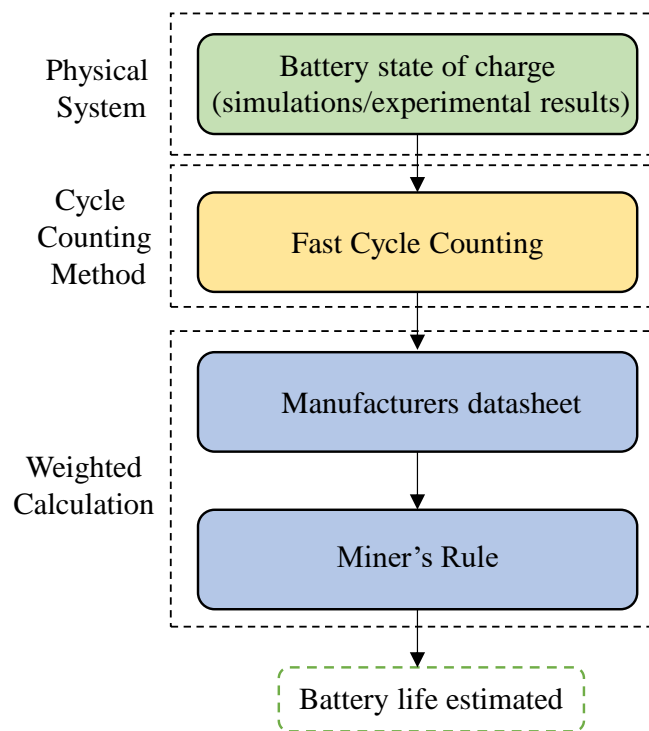 Physical
System
Battery state of charge
(simulations/experimental results)
Cycle
Counting
Method
Fast Cycle Counting
Weighted
Calculation
Manufacturers datasheet
Miner’s Rule
Battery life estimated